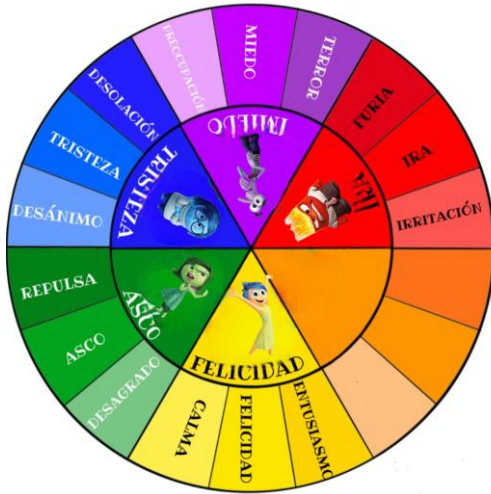 PREOCCUPACIÓN
MIEDO
TERROR
FURIA
IRA
IRRITACIÓN
ENTUSIASMO
FELICIDAD
CALMA
DESAGRADO
ASCO
REPULSA
DESÁNIMO
TRISTEZA
DESOLACIÓN
MIEDO
IRA
FELICIDAD
ASCO
TRISTEZA